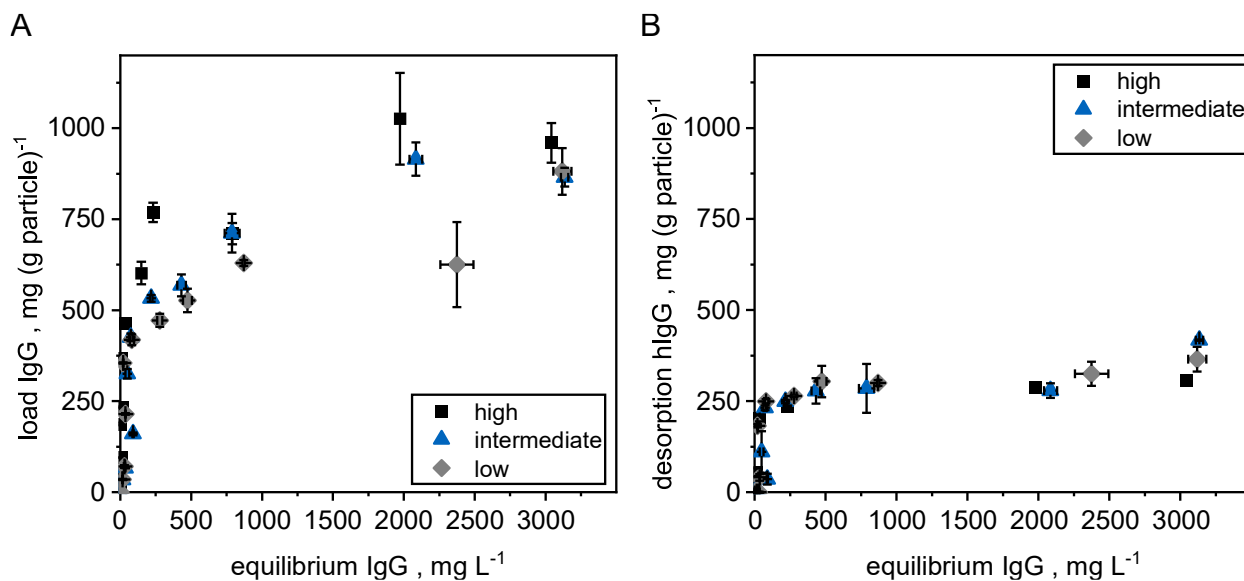 A
load IgG , mg (g particle)⁻¹
1000
750
500
250
0
high
intermediate
low
0 500 1000 1500 2000 2500 3000
equilibrium IgG , mg L⁻¹
B
desorption hIgG , mg (g particle)⁻¹
1000
750
500
250
0
high
intermediate
low
0 500 1000 1500 2000 2500 3000
equilibrium IgG , mg L⁻¹